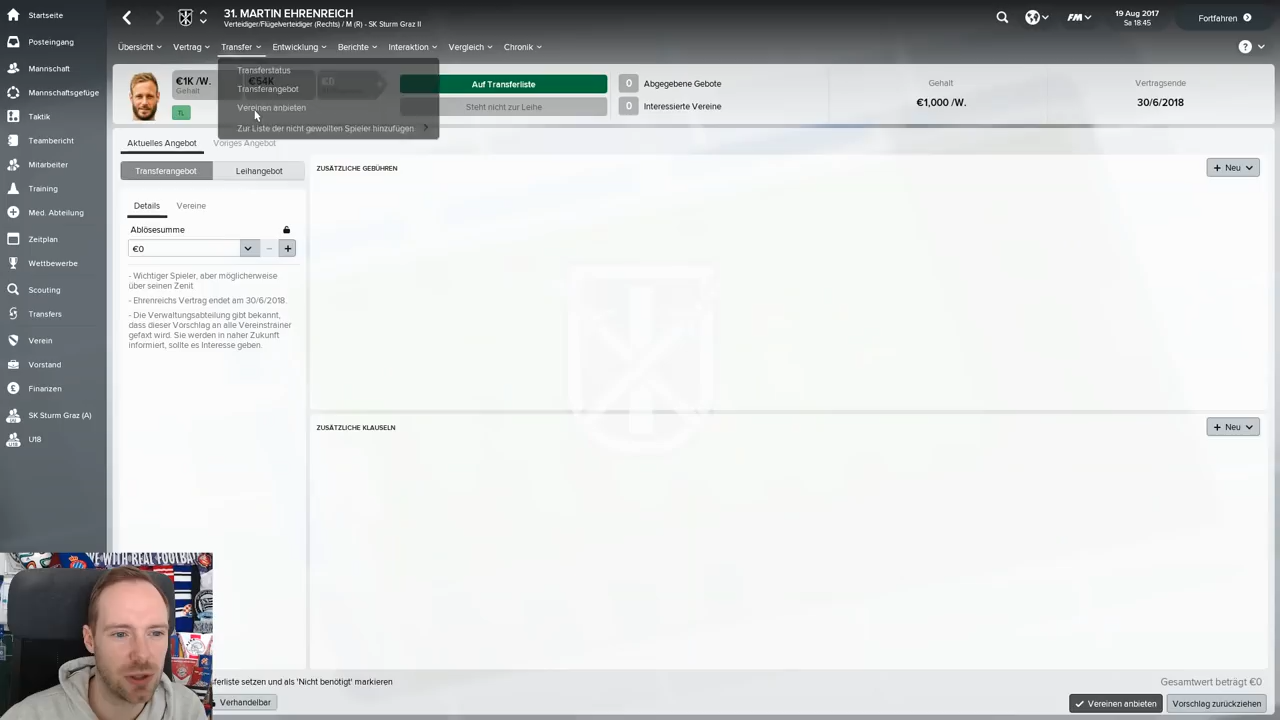 31. MARTIN EHRENREICH
Verteidiger/Flügelverteidiger (Rechts) / M (R) - SK Sturm Graz II
19 Aug 2017
Sa 18:45
Fortfahren
Startseite
Posteingang
Mannschaft
Mannschaftsgefüge
Taktik
Teambericht
Mitarbeiter
Training
Med. Abteilung
Zeitplan
Wettbewerbe
Scouting
Transfers
Verein
Vorstand
Finanzen
SK Sturm Graz (A)
U18
Übersicht
Vertrag
Transfer
Entwicklung
Berichte
Interaktion
Vergleich
Chronik
Transferstatus
Transferangebot
Vereinen anbieten
Zur Liste der nicht gewollten Spieler hinzufügen
€1K /W.
Gehalt
€54K
TL
Auf Transferliste
Steht nicht zur Leihe
0 Abgegebene Gebote
0 Interessierte Vereine
Gehalt
€1,000 /W.
Vertragsende
30/6/2018
Aktuelles Angebot
Voriges Angebot
Transferangebot
Leihangebot
Details
Vereine
Ablösesumme
€0
- Wichtiger Spieler, aber möglicherweise
über seinen Zenit
- Ehrenreichs Vertrag endet am 30/6/2018.
- Die Verwaltungsabteilung gibt bekannt,
dass dieser Vorschlag an alle Vereinstrainer
gefaxt wird. Sie werden in naher Zukunft
informiert, sollte es Interesse geben.
ZUSÄTZLICHE GEBÜHREN
+ Neu
ZUSÄTZLICHE KLAUSELN
+ Neu
liste setzen und als 'Nicht benötigt' markieren
Gesamtwert beträgt €0
Verhandelbar
Vereinen anbieten
Vorschlag zurückziehen